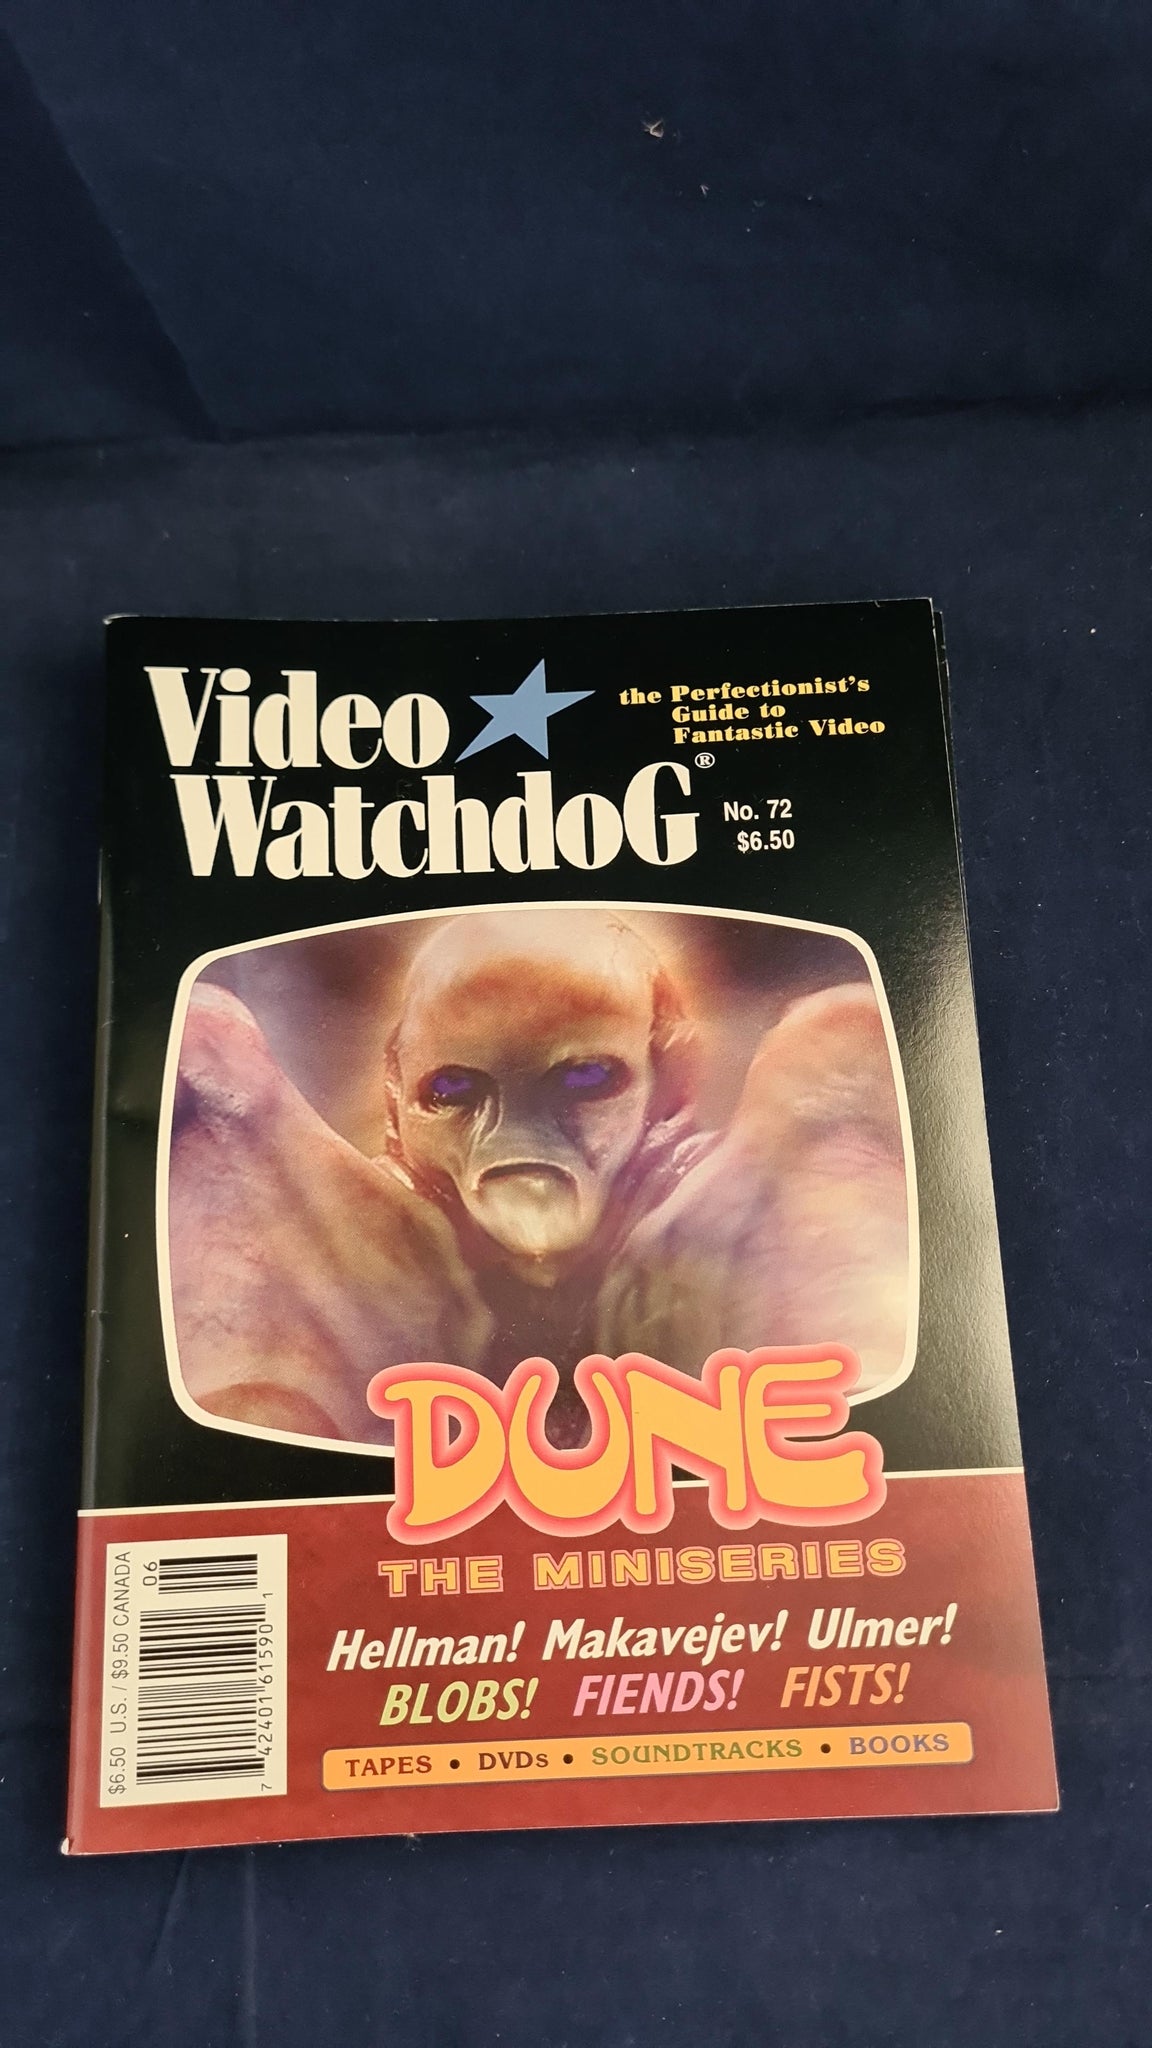 Video
WatchdoG®
the Perfectionist's
Guide to
Fantastic Video
No. 72
$6.50
DUNE
THE MINISERIES
Hellman! Makavejev! Ulmer!
BLOBS! FIENDS! FISTS!
TAPES • DVDs • SOUNDTRACKS • BOOKS
$6.50 U.S. / $9.50 CANADA
06
7 42401 61590 1